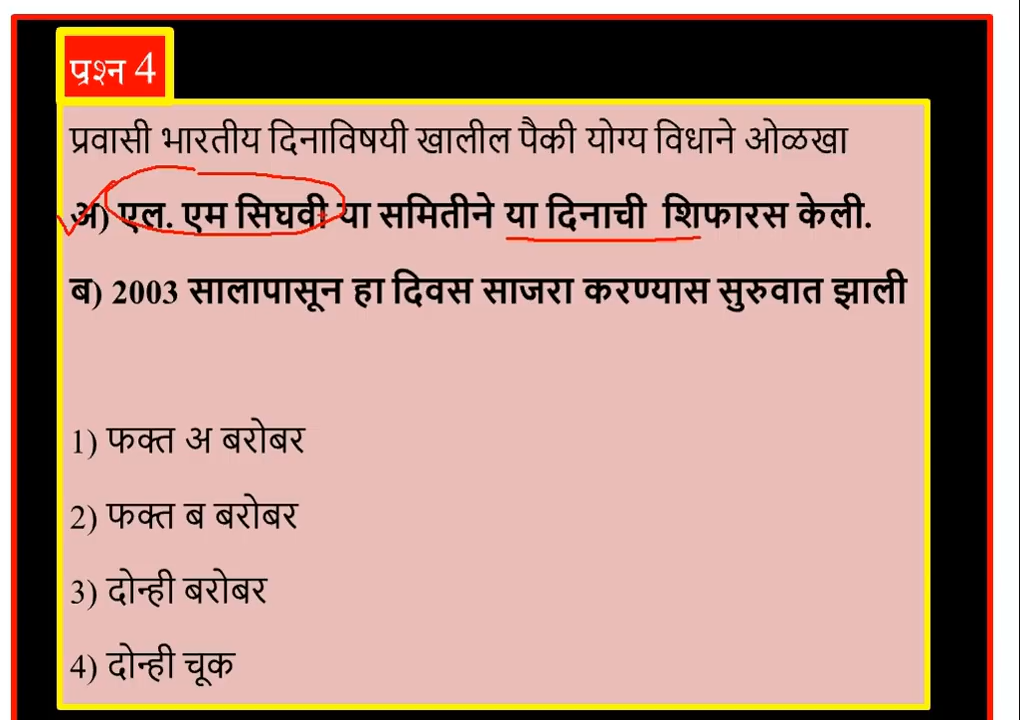 प्रश्न 4
प्रवासी भारतीय दिनाविषयी खालील पैकी योग्य विधाने ओळखा
अ) एल. एम सिघवी या समितीने या दिनाची शिफारस केली.
ब) 2003 सालापासून हा दिवस साजरा करण्यास सुरुवात झाली
1) फक्त अ बरोबर
2) फक्त ब बरोबर
3) दोन्ही बरोबर
4) दोन्ही चूक